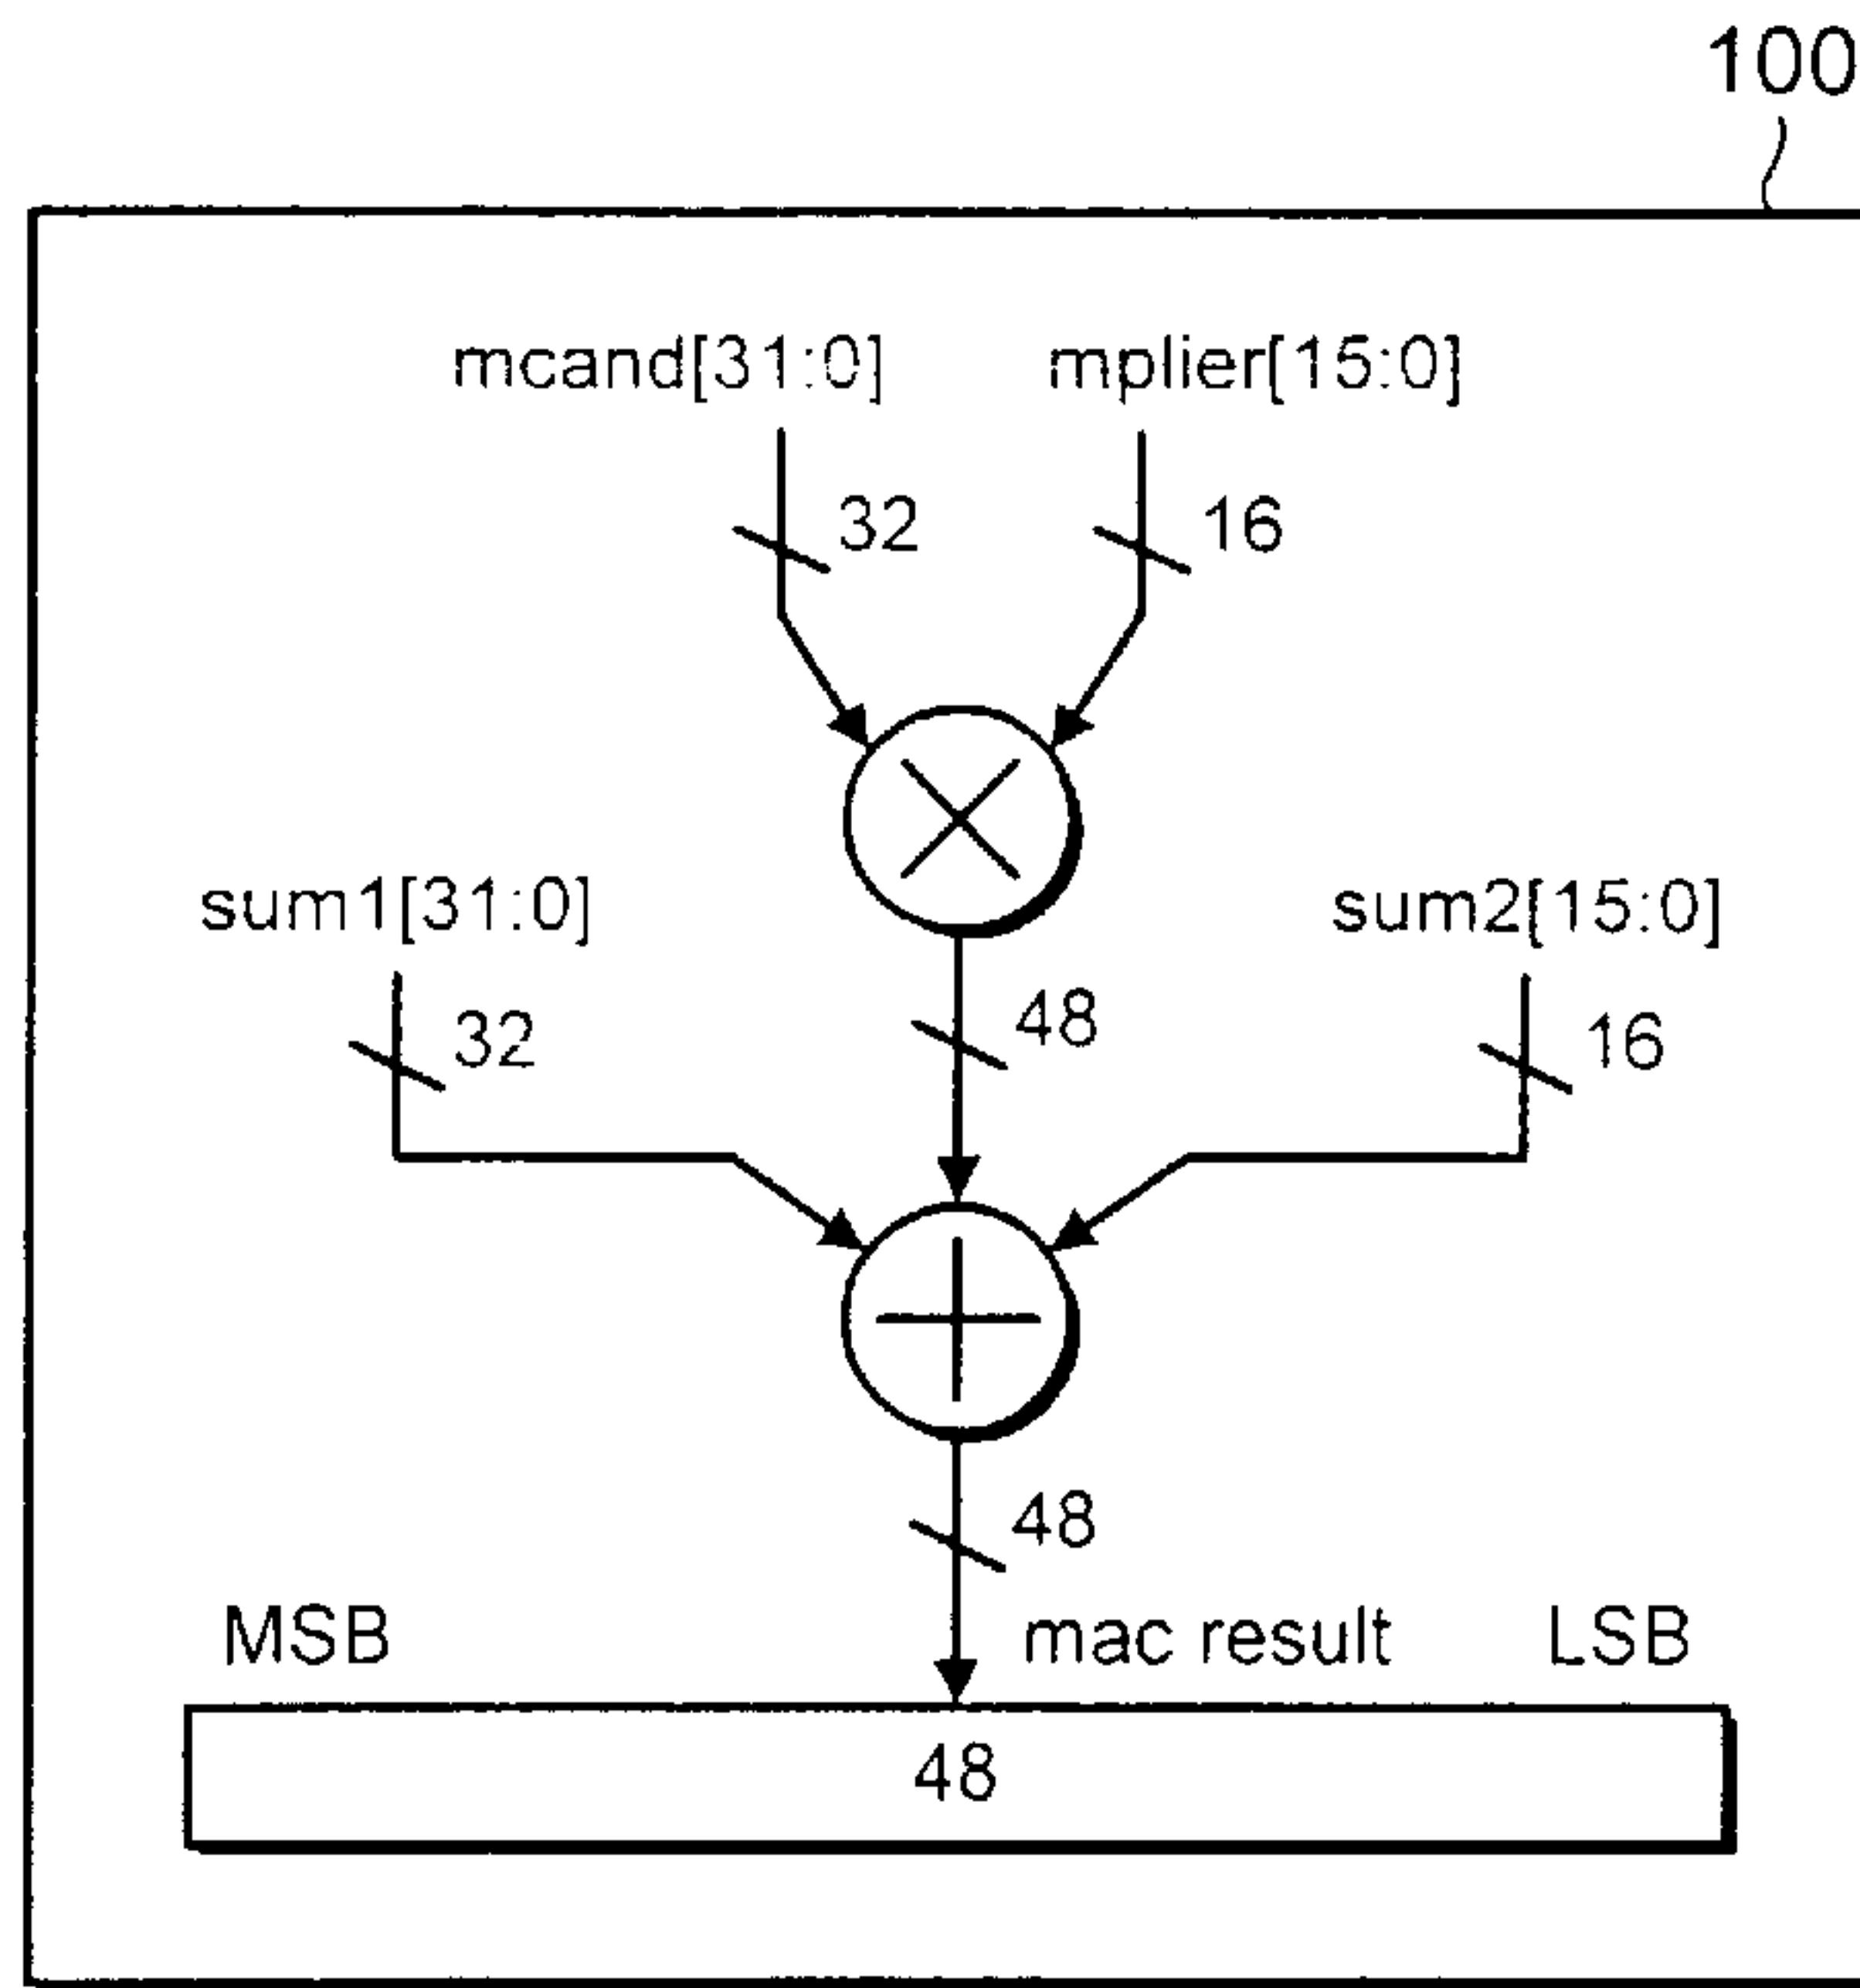 100
mcand[31:0] mplier[15:0]
32 16
sum1[31:0] sum2[15:0]
48
32 16
48
MSB mac result LSB
48